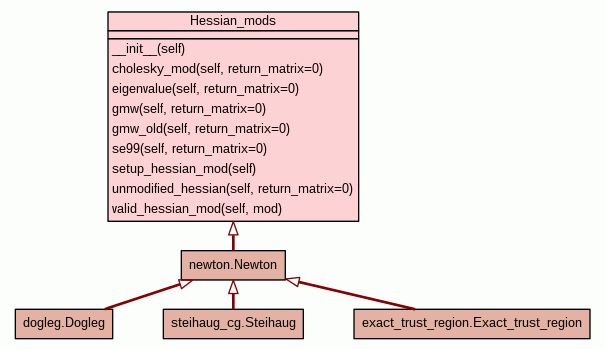 Hessian_mods
__init__(self)
cholesky_mod(self, return_matrix=0)
eigenvalue(self, return_matrix=0)
gmw(self, return_matrix=0)
gmw_old(self, return_matrix=0)
se99(self, return_matrix=0)
setup_hessian_mod(self)
unmodified_hessian(self, return_matrix=0)
valid_hessian_mod(self, mod)
newton.Newton
dogleg.Dogleg
steihaug_cg.Steihaug
exact_trust_region.Exact_trust_region